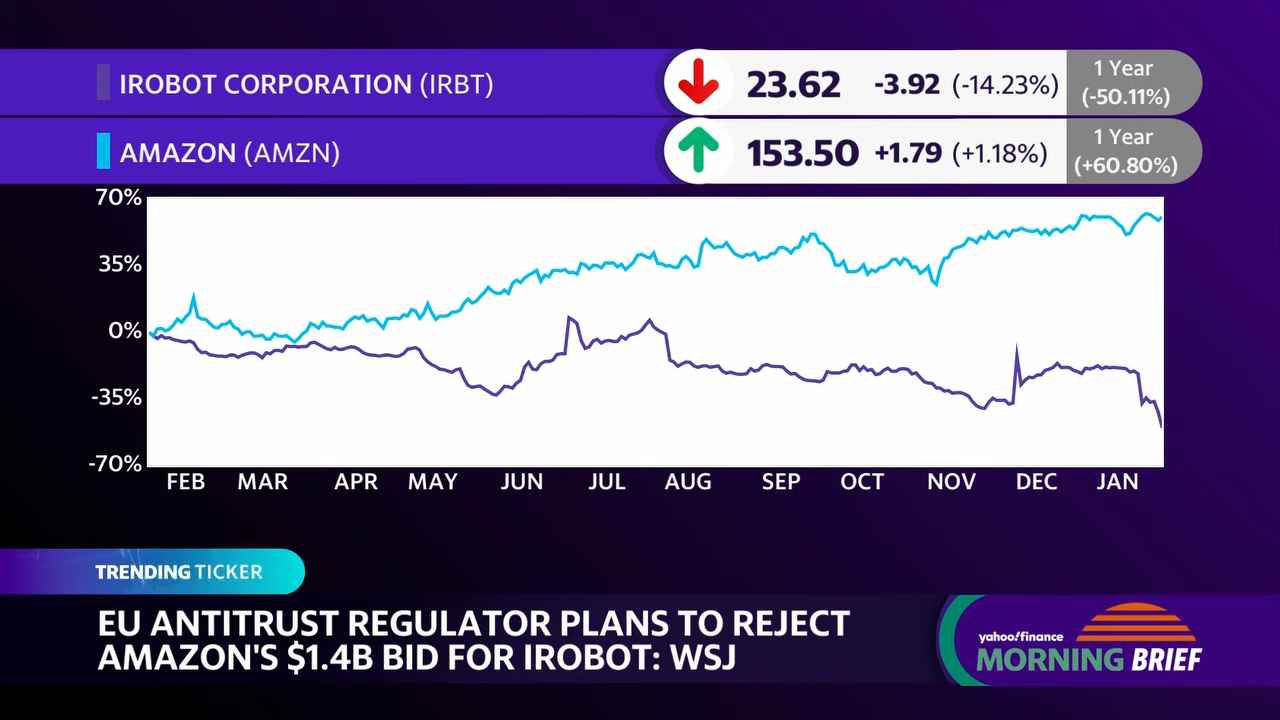 IROBOT CORPORATION (IRBT)
23.62 -3.92 (-14.23%)
1 Year
(-50.11%)
AMAZON (AMZN)
153.50 +1.79 (+1.18%)
1 Year
(+60.80%)
70%
35%
0%
-35%
-70%
FEB MAR APR MAY JUN JUL AUG SEP OCT NOV DEC JAN
TRENDING TICKER
EU ANTITRUST REGULATOR PLANS TO REJECT
AMAZON'S $1.4B BID FOR IROBOT: WSJ
yahoo!finance
MORNING BRIEF